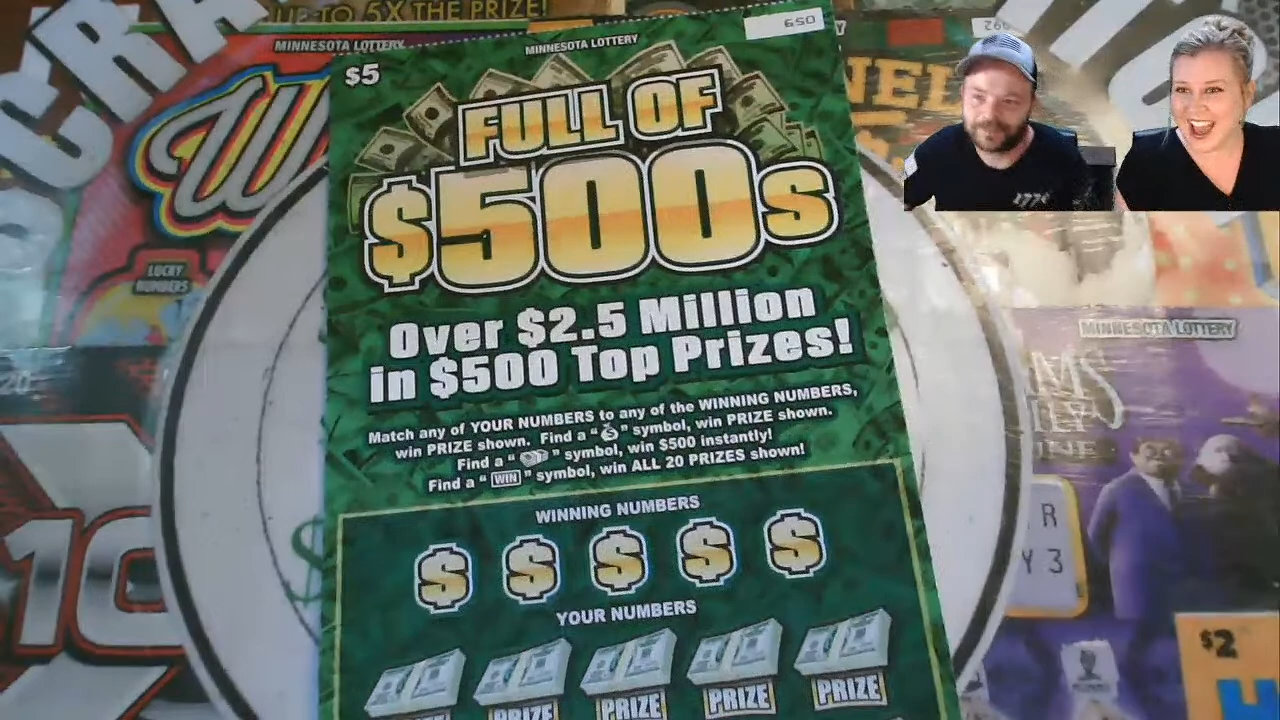 UP TO 5X THE PRIZE!
MINNESOTA LOTTERY
LUCKY
NUMBERS
10
MINNESOTA LOTTERY
050
$5
FULL OF
$500s
Over $2.5 Million
in $500 Top Prizes!
Match any of YOUR NUMBERS to any of the WINNING NUMBERS,
win PRIZE shown. Find a " " symbol, win PRIZE shown.
Find a " " symbol, win $500 instantly!
Find a " WIN " symbol, win ALL 20 PRIZES shown!
WINNING NUMBERS
$ $ $ $ $
YOUR NUMBERS
PRIZE PRIZE PRIZE PRIZE
MINNESOTA LOTTERY
R
Y 3
$2